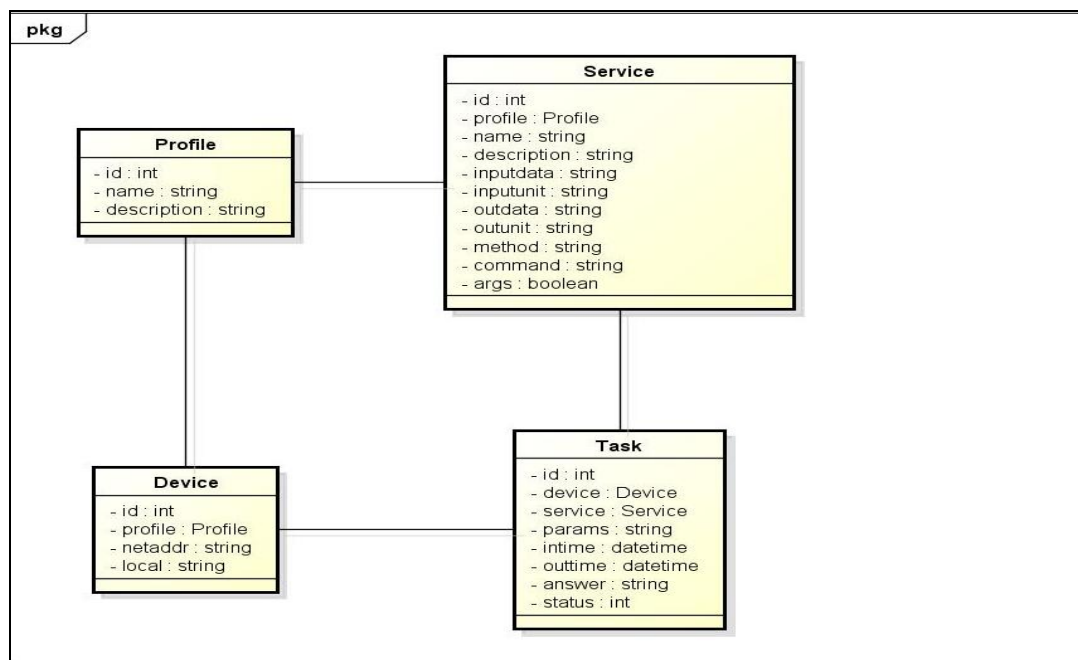 pkg
Service
- id : int
- profile : Profile
- name : string
- description : string
- inputdata : string
- inputunit : string
- outdata : string
- outunit : string
- method : string
- command : string
- args : boolean
Profile
- id : int
- name : string
- description : string
Device
- id : int
- profile : Profile
- netaddr : string
- local : string
Task
- id : int
- device : Device
- service : Service
- params : string
- intime : datetime
- outtime : datetime
- answer : string
- status : int